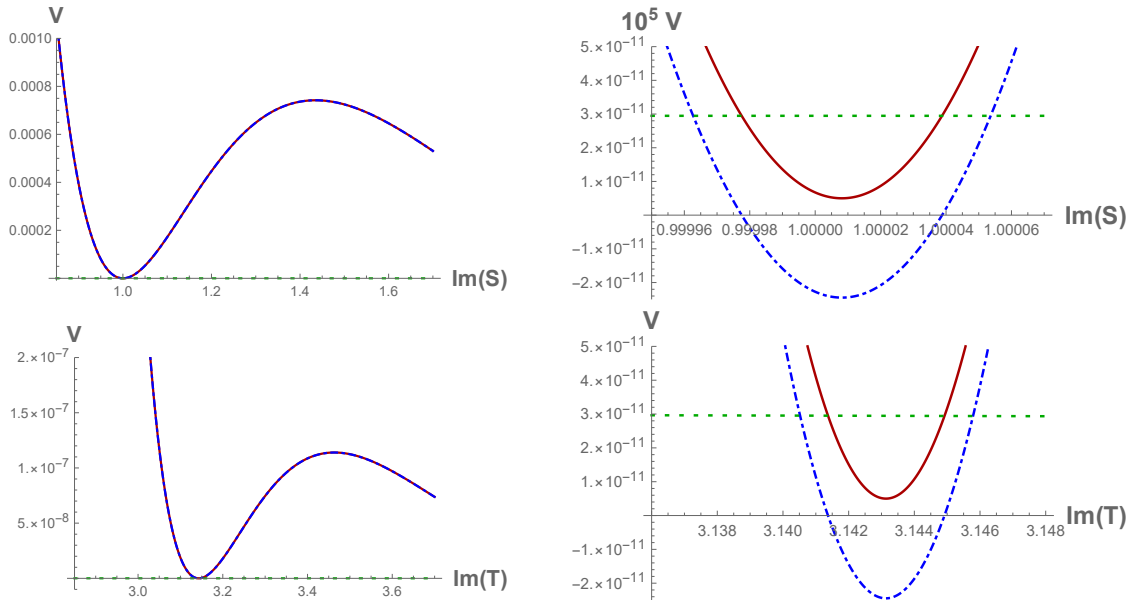 V
0.0010
0.0008
0.0006
0.0004
0.0002
1.0 1.2 1.4 1.6
Im(S)
10⁵ V
5.×10⁻¹¹
4.×10⁻¹¹
3.×10⁻¹¹
2.×10⁻¹¹
1.×10⁻¹¹
0.99996 0.99998 1.00000 1.00002 1.00004 1.00006
Im(S)
-1.×10⁻¹¹
-2.×10⁻¹¹
V
2.×10⁻⁷
1.5×10⁻⁷
1.×10⁻⁷
5.×10⁻⁸
3.0 3.2 3.4 3.6
Im(T)
V
5.×10⁻¹¹
4.×10⁻¹¹
3.×10⁻¹¹
2.×10⁻¹¹
1.×10⁻¹¹
3.138 3.140 3.142 3.144 3.146 3.148
Im(T)
-1.×10⁻¹¹
-2.×10⁻¹¹